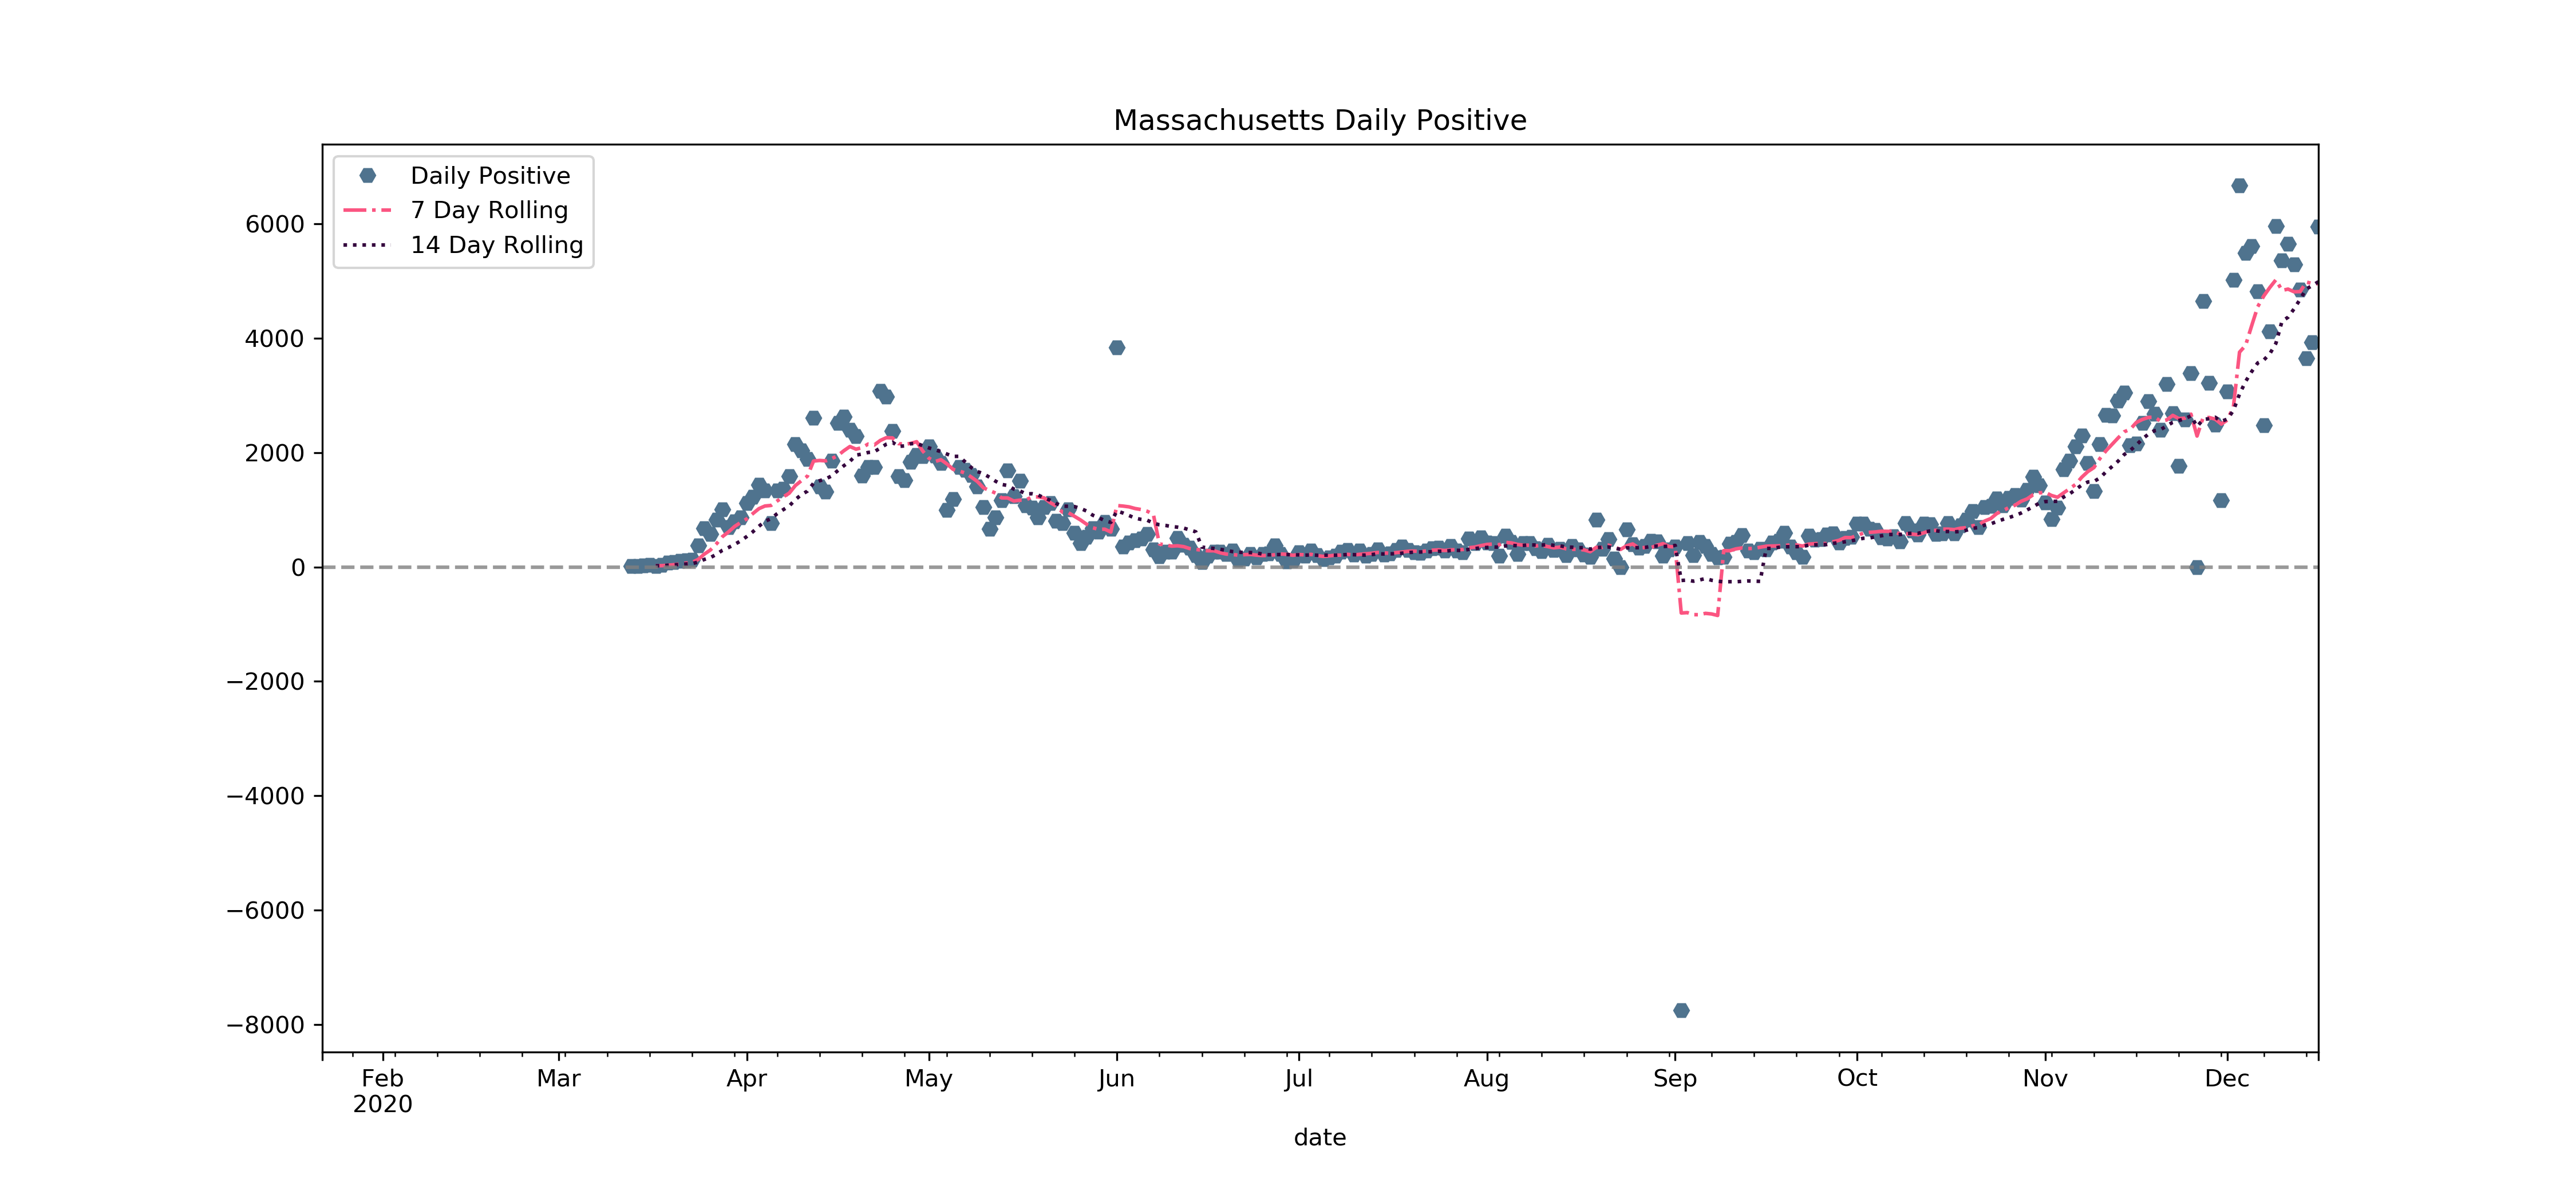 Massachusetts Daily Positive
Daily Positive
7 Day Rolling
14 Day Rolling
6000
4000
2000
0
−2000
−4000
−6000
−8000
Feb Mar Apr May Jun Jul Aug Sep Oct Nov Dec
2020
date